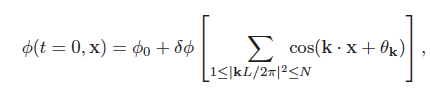 ϕ(t = 0, x) = ϕ₀ + δϕ [ ∑_{1≤|kL/2π|²≤N} cos(k · x + θ_k) ] ,